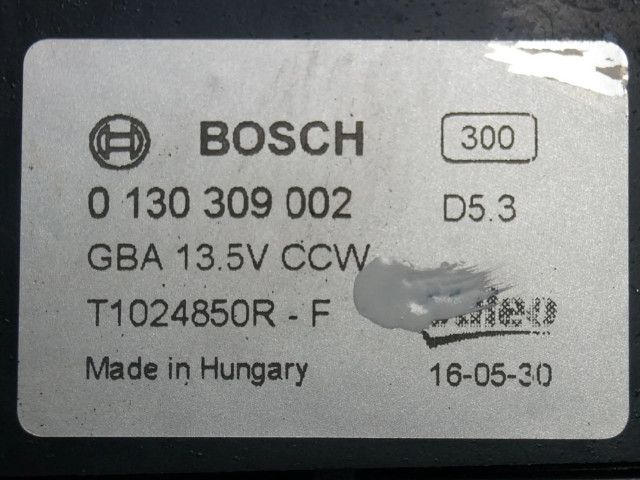 BOSCH 300
0 130 309 002 D5.3
GBA 13.5V CCW
T1024850R - F
Made in Hungary 16-05-30